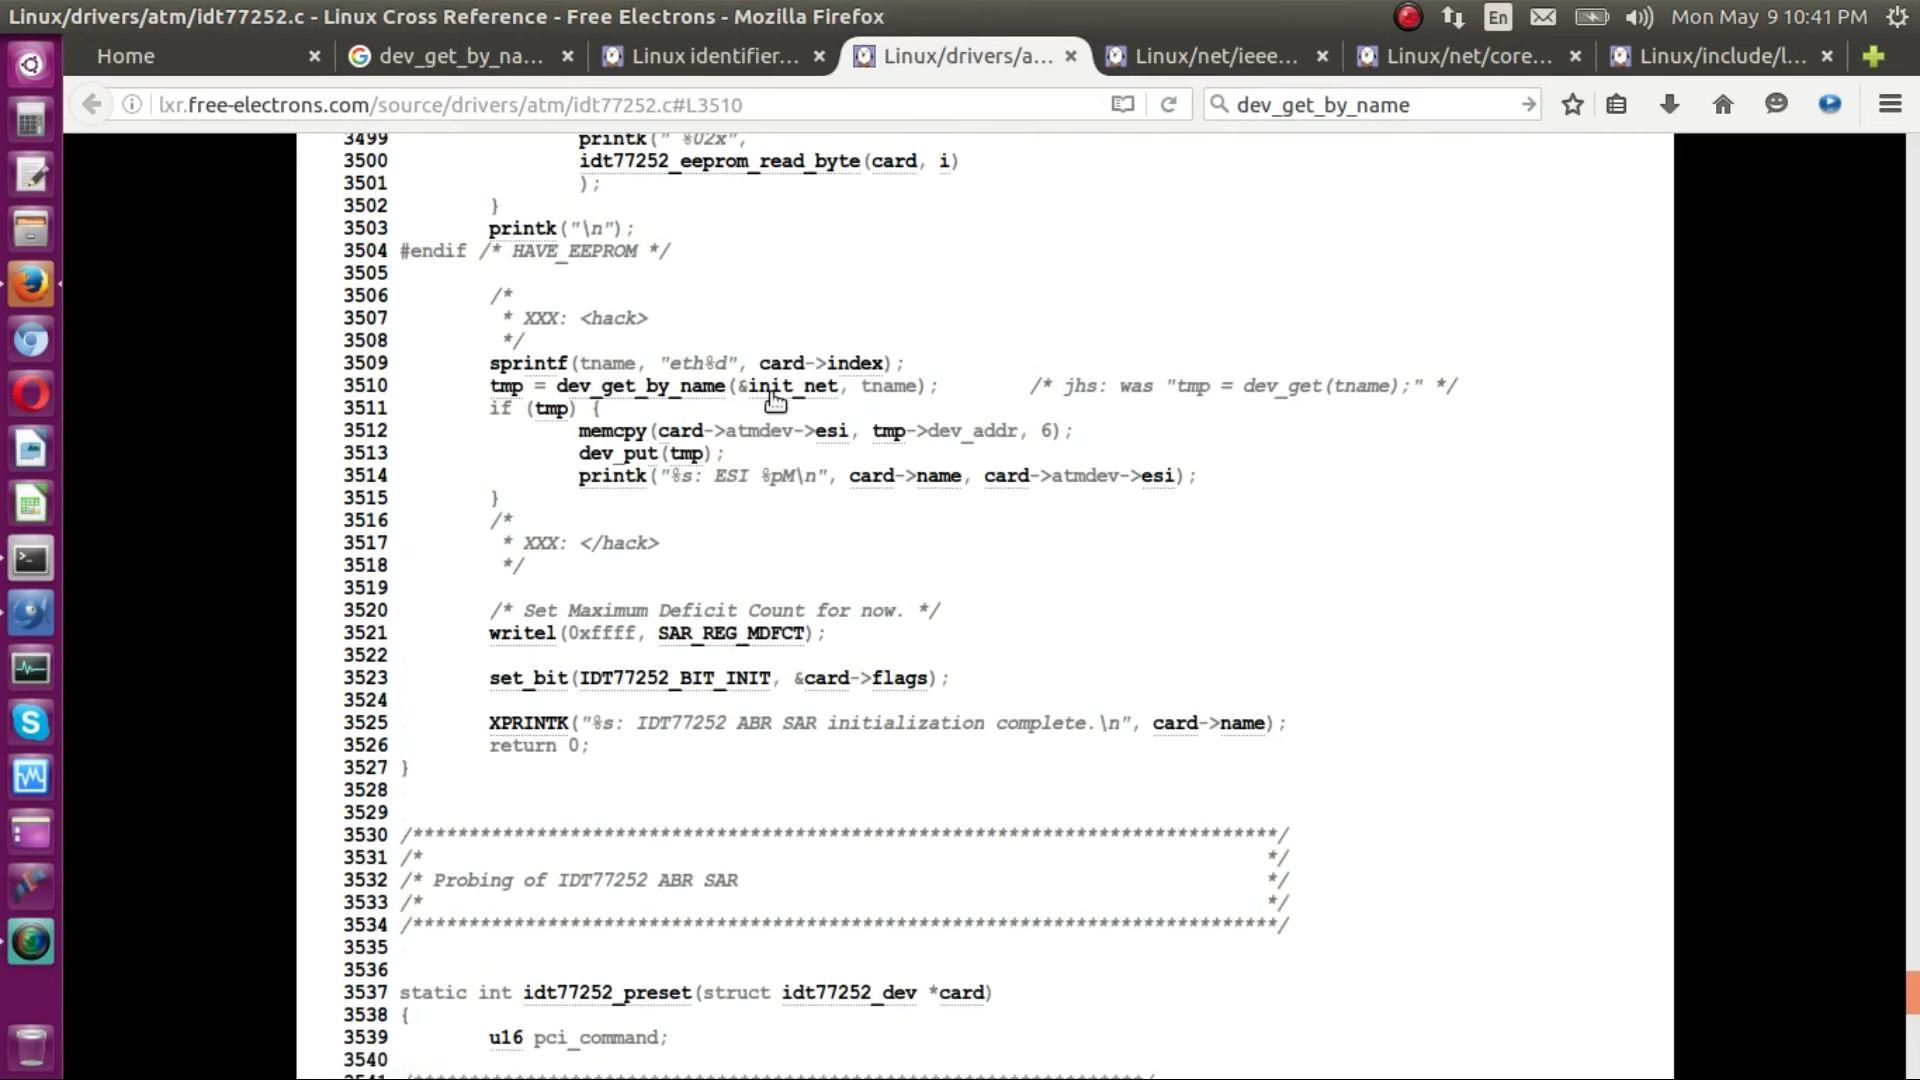 Linux/drivers/atm/idt77252.c - Linux Cross Reference - Free Electrons - Mozilla Firefox
En
Mon May 9 10:41 PM
Home
dev_get_by_na...
Linux identifier...
Linux/drivers/a...
Linux/net/ieee...
Linux/net/core...
Linux/include/l...
lxr.free-electrons.com/source/drivers/atm/idt77252.c#L3510
dev_get_by_name
3499 printk(" %02x",
3500 idt77252_eeprom_read_byte(card, i)
3501 );
3502 }
3503 printk("\n");
3504 #endif /* HAVE_EEPROM */
3505
3506 /*
3507 * XXX: <hack>
3508 */
3509 sprintf(tname, "eth%d", card->index);
3510 tmp = dev_get_by_name(&init_net, tname); /* jhs: was "tmp = dev_get(tname);" */
3511 if (tmp) {
3512 memcpy(card->atmdev->esi, tmp->dev_addr, 6);
3513 dev_put(tmp);
3514 printk("%s: ESI %pM\n", card->name, card->atmdev->esi);
3515 }
3516 /*
3517 * XXX: </hack>
3518 */
3519
3520 /* Set Maximum Deficit Count for now. */
3521 writel(0xffff, SAR_REG_MDFCT);
3522
3523 set_bit(IDT77252_BIT_INIT, &card->flags);
3524
3525 XPRINTK("%s: IDT77252 ABR SAR initialization complete.\n", card->name);
3526 return 0;
3527 }
3528
3529
3530 /*****************************************************************************/
3531 /* */
3532 /* Probing of IDT77252 ABR SAR */
3533 /* */
3534 /*****************************************************************************/
3535
3536
3537 static int idt77252_preset(struct idt77252_dev *card)
3538 {
3539 u16 pci_command;
3540